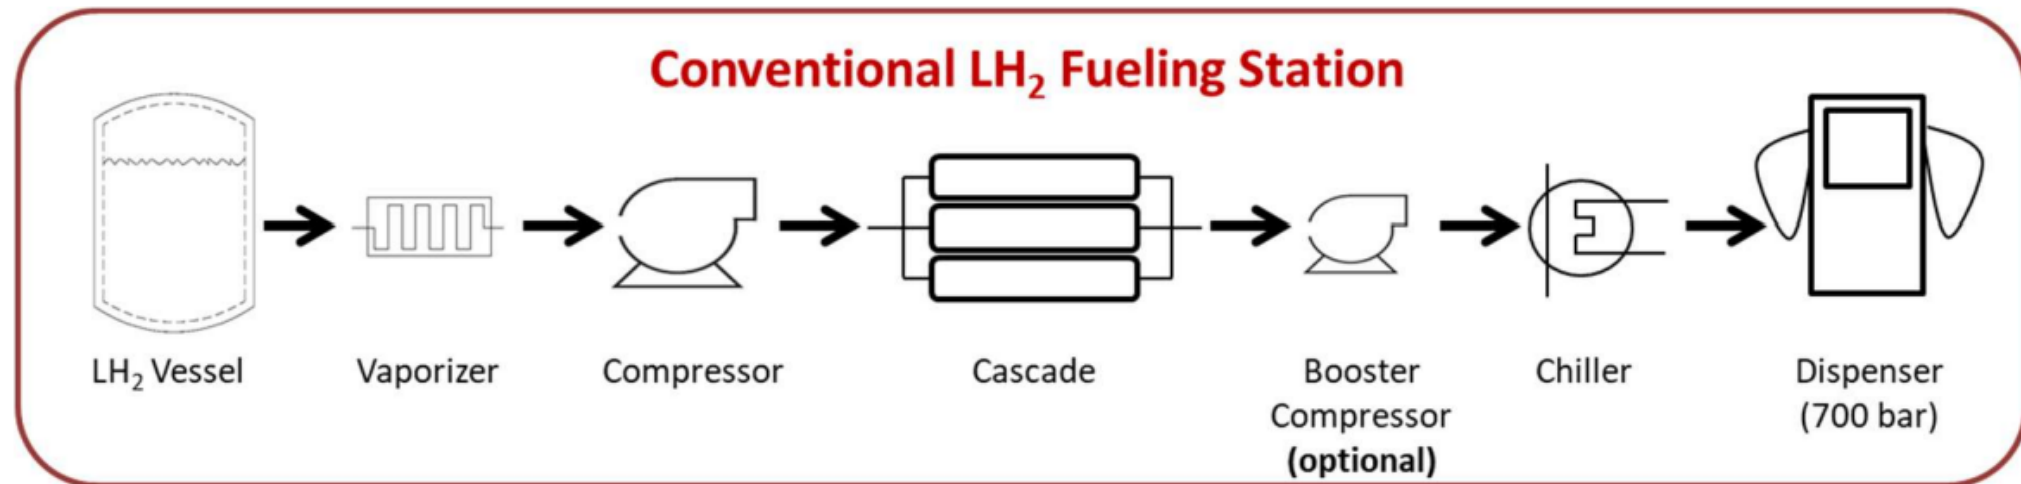 Conventional LH₂ Fueling Station
LH₂ Vessel
Vaporizer
Compressor
Cascade
Booster
Compressor
(optional)
Chiller
Dispenser
(700 bar)